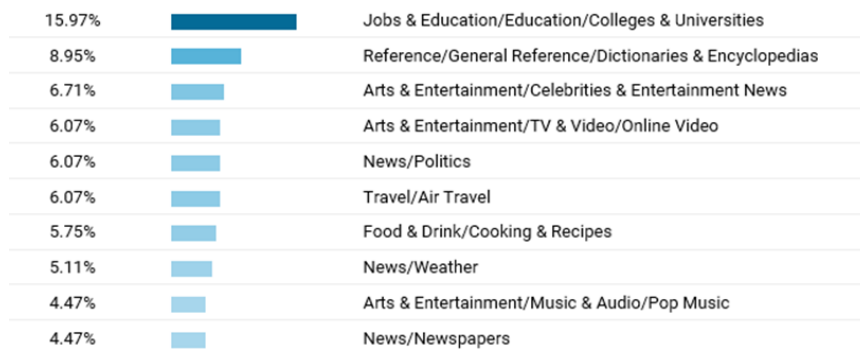 15.97% Jobs & Education/Education/Colleges & Universities
8.95% Reference/General Reference/Dictionaries & Encyclopedias
6.71% Arts & Entertainment/Celebrities & Entertainment News
6.07% Arts & Entertainment/TV & Video/Online Video
6.07% News/Politics
6.07% Travel/Air Travel
5.75% Food & Drink/Cooking & Recipes
5.11% News/Weather
4.47% Arts & Entertainment/Music & Audio/Pop Music
4.47% News/Newspapers